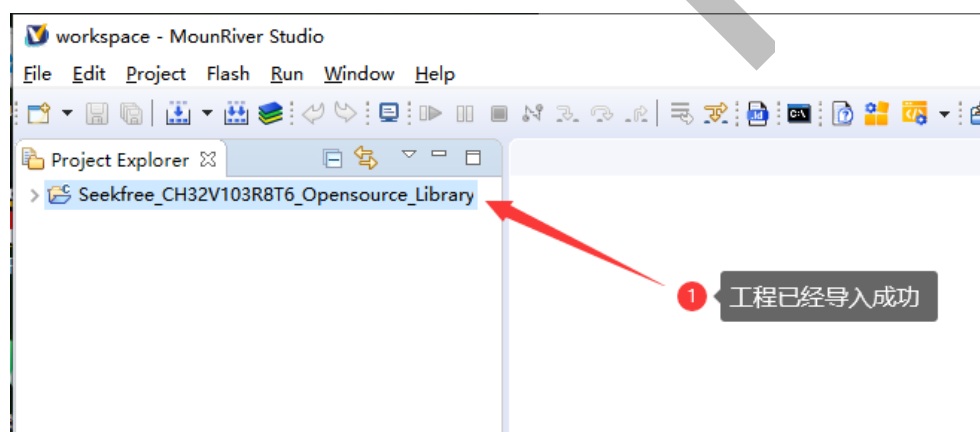 workspace - MounRiver Studio
File Edit Project Flash Run Window Help
Project Explorer
Seekfree_CH32V103R8T6_Opensource_Library
1 工程已经导入成功